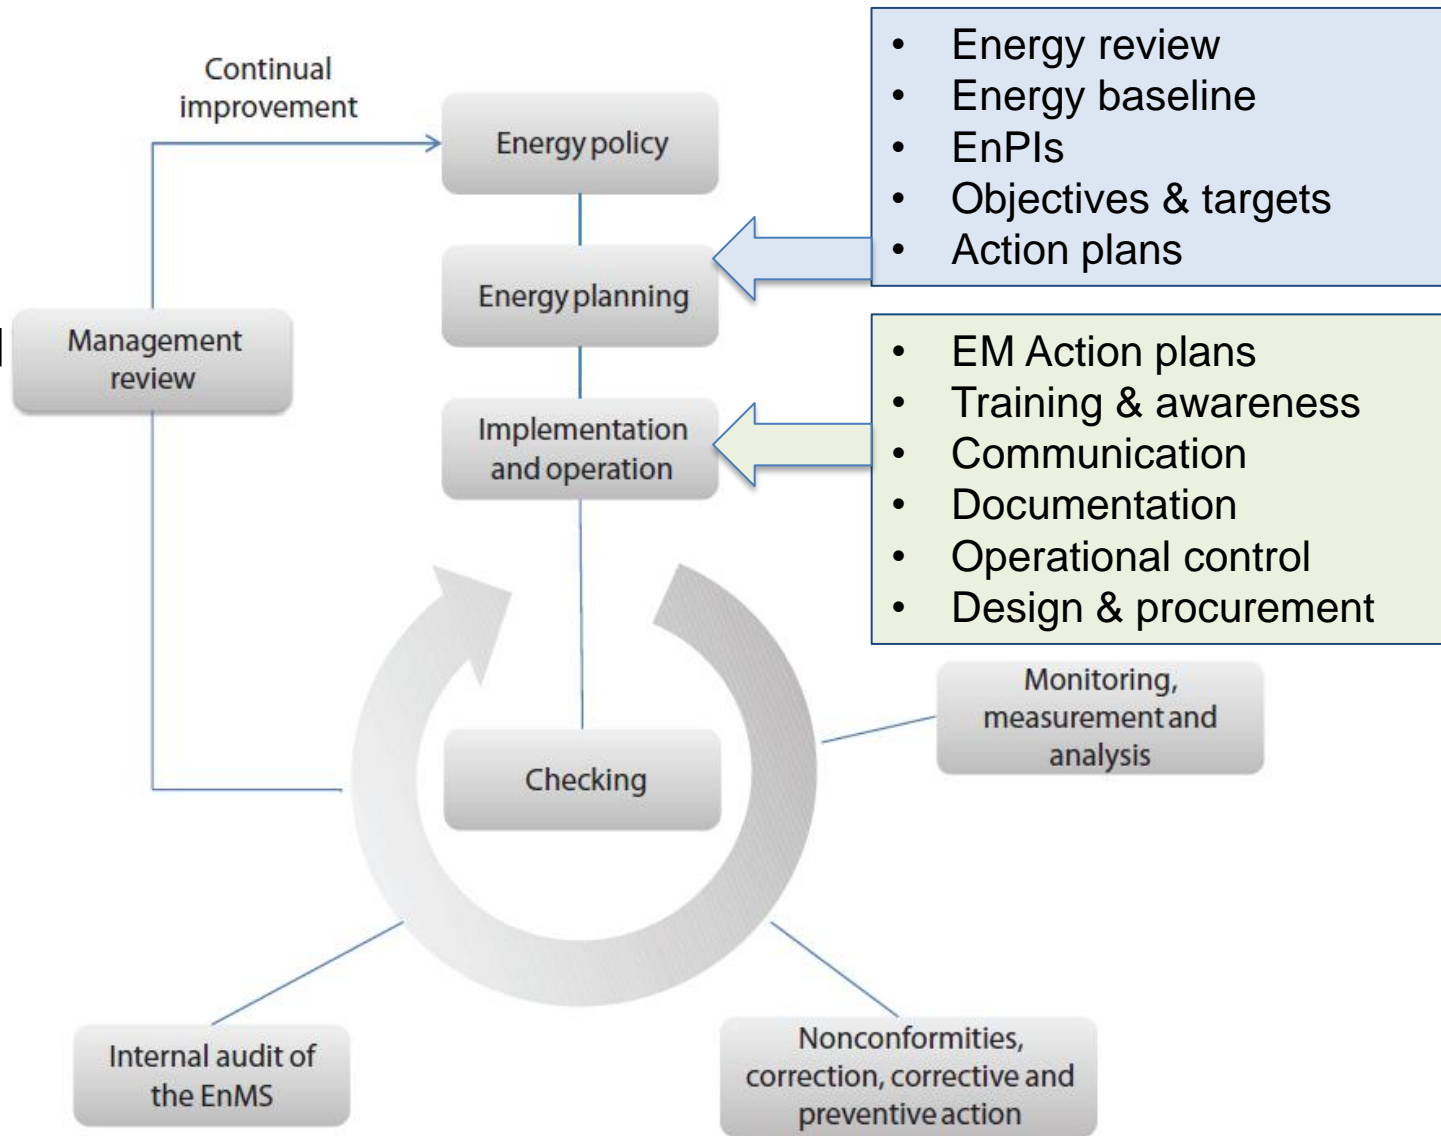 Continual
improvement
Energy policy
• Energy review
• Energy baseline
• EnPIs
• Objectives & targets
• Action plans
Energy planning
Management
review
Implementation
and operation
• EM Action plans
• Training & awareness
• Communication
• Documentation
• Operational control
• Design & procurement
Checking
Monitoring,
measurement and
analysis
Internal audit of
the EnMS
Nonconformities,
correction, corrective and
preventive action